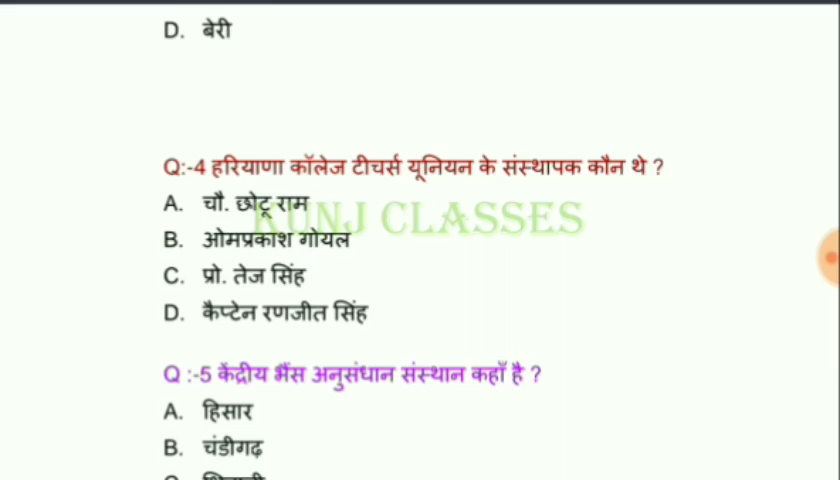 D. बेरी
Q:-4 हरियाणा कॉलेज टीचर्स यूनियन के संस्थापक कौन थे ?
A. चौ. छोटू राम
KUNJ CLASSES
B. ओमप्रकाश गोयल
C. प्रो. तेज सिंह
D. कैप्टेन रणजीत सिंह
Q :-5 केंद्रीय भैंस अनुसंधान संस्थान कहाँ है ?
A. हिसार
B. चंडीगढ़